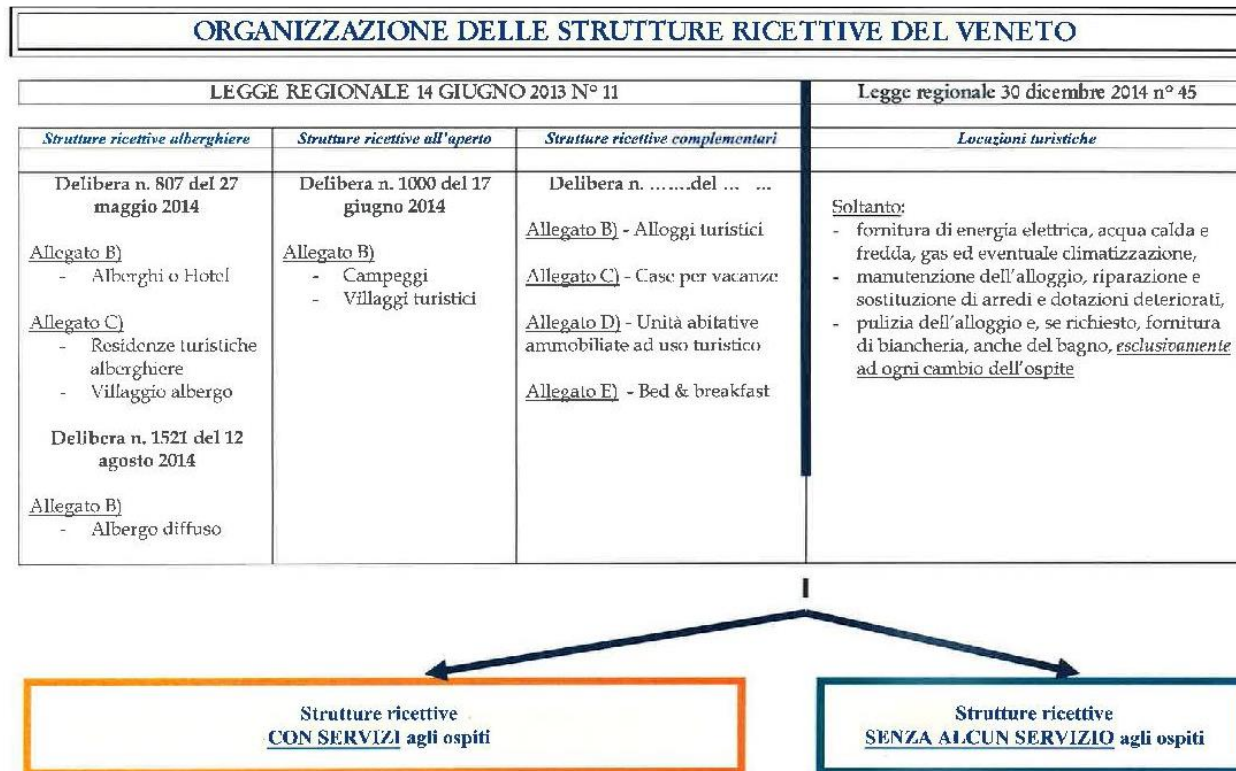 ORGANIZZAZIONE DELLE STRUTTURE RICETTIVE DEL VENETO
LEGGE REGIONALE 14 GIUGNO 2013 N° 11
Legge regionale 30 dicembre 2014 n° 45
Strutture ricettive alberghiere
Strutture ricettive all'aperto
Strutture ricettive complementari
Locazioni turistiche
Delibera n. 807 del 27
maggio 2014
Allegato B)
- Alberghi o Hotel
Allegato C)
- Residenze turistiche
alberghiere
- Villaggio albergo
Delibera n. 1521 del 12
agosto 2014
Allegato B)
- Albergo diffuso
Delibera n. 1000 del 17
giugno 2014
Allegato B)
- Campeggi
- Villaggi turistici
Delibera n. .......del ... ...
Allegato B) - Alloggi turistici
Allegato C) - Case per vacanze
Allegato D) - Unità abitative
ammobiliate ad uso turistico
Allegato E) - Bed & breakfast
Soltanto:
- fornitura di energia elettrica, acqua calda e
fredda, gas ed eventuale climatizzazione,
- manutenzione dell'alloggio, riparazione e
sostituzione di arredi e dotazioni deteriorati,
- pulizia dell'alloggio e, se richiesto, fornitura
di biancheria, anche del bagno, esclusivamente
ad ogni cambio dell'ospite
Strutture ricettive
CON SERVIZI agli ospiti
Strutture ricettive
SENZA ALCUN SERVIZIO agli ospiti